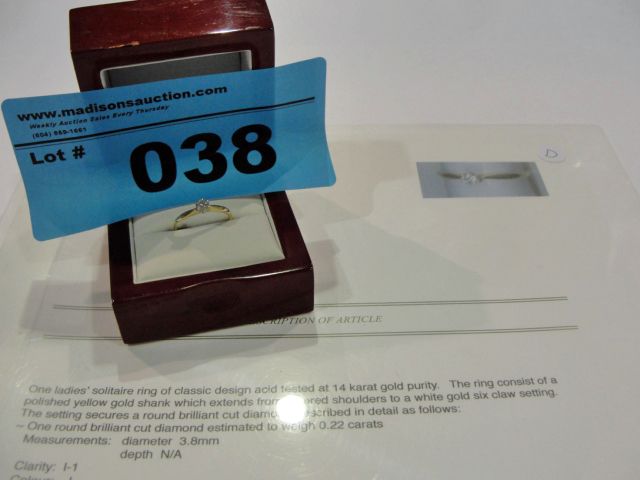 www.madisonsauction.com
Weekly Auction Sales Every Thursday
Lot # 038
D
OF ARTICLE
One ladies' solitaire ring of classic design acid tested at 14 karat gold purity. The ring consist of a
polished yellow gold shank which extends from shoulders to a white gold six claw setting.
The setting secures a round brilliant cut described in detail as follows:
~ One round brilliant cut diamond estimated to weigh 0.22 carats
Measurements: diameter 3.8mm
depth N/A
Clarity: I-1